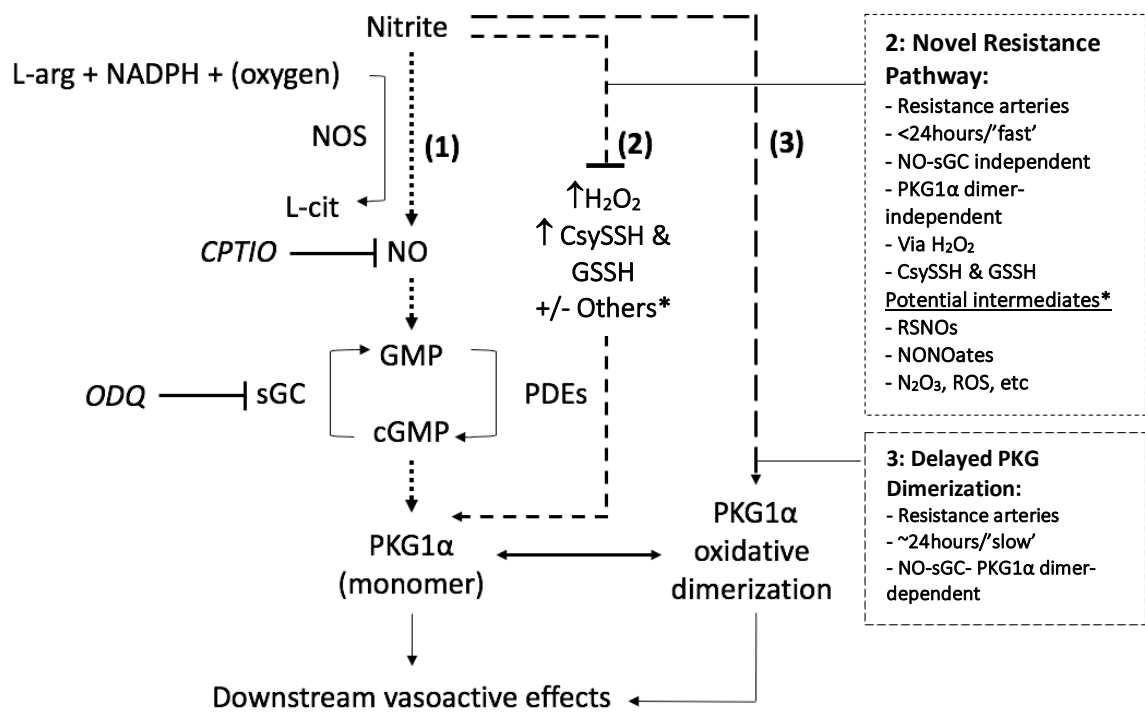 Nitrite
L-arg + NADPH + (oxygen)
NOS
(1)
(2)
(3)
L-cit
↑H₂O₂
↑ CsySSH &
GSSH
+/- Others*
CPTIO
NO
GMP
ODQ
sGC
PDEs
cGMP
PKG1α
(monomer)
PKG1α
oxidative
dimerization
Downstream vasoactive effects
2: Novel Resistance
Pathway:
- Resistance arteries
- <24hours/’fast’
- NO-sGC independent
- PKG1α dimer-
independent
- Via H₂O₂
- CsySSH & GSSH
Potential intermediates*
- RSNOs
- NONOates
- N₂O₃, ROS, etc
3: Delayed PKG
Dimerization:
- Resistance arteries
- ~24hours/’slow’
- NO-sGC- PKG1α dimer-
dependent